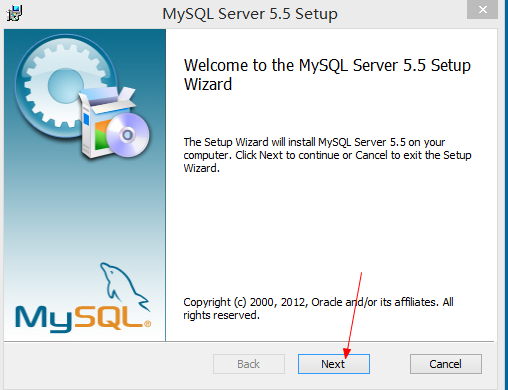 MySQL Server 5.5 Setup
Welcome to the MySQL Server 5.5 Setup
Wizard
The Setup Wizard will install MySQL Server 5.5 on your
computer. Click Next to continue or Cancel to exit the Setup
Wizard.
MySQL®
Copyright (c) 2000, 2012, Oracle and/or its affiliates. All
rights reserved.
Back
Next
Cancel